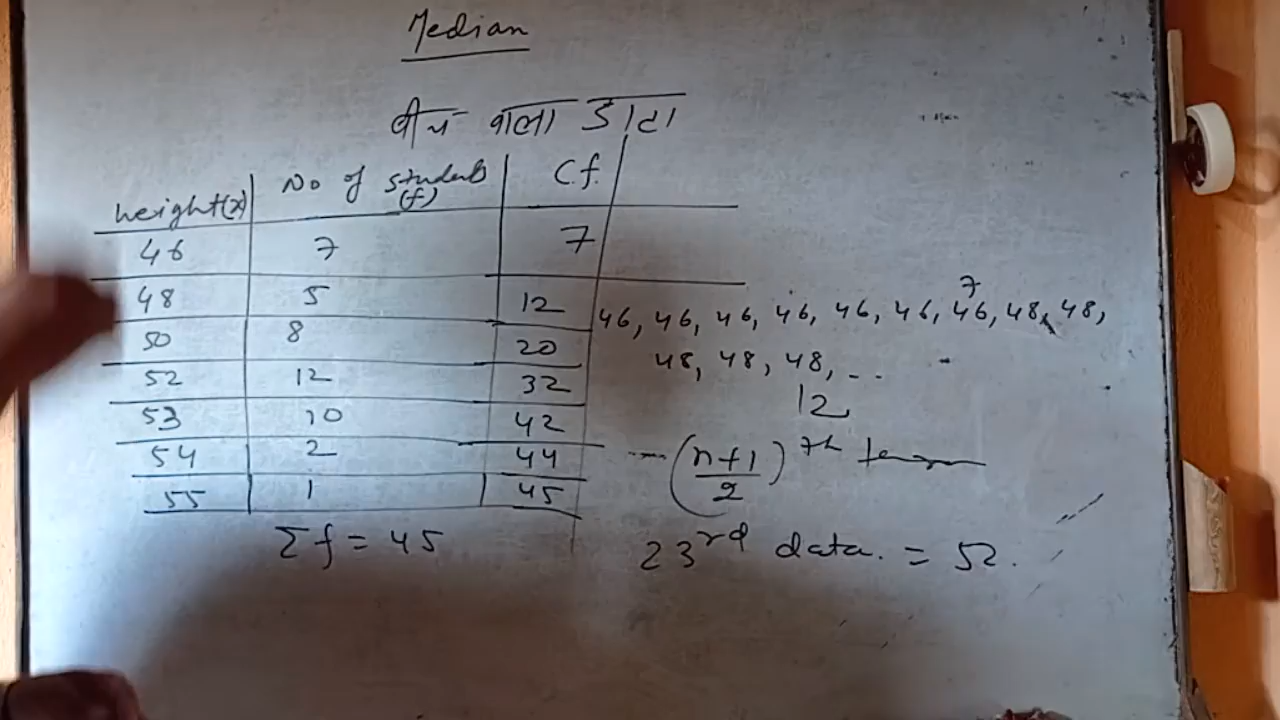 Median
बीच वाला डाटा
height(x) No of students (f) C.f.
46 7 7
48 5 12
50 8 20
52 12 32
53 10 42
54 2 44
55 1 45
Σf = 45
7
46, 46, 46, 46, 46, 46, 46, 48, 48,
48, 48, 48, ..
12
(n+1/2)th term
23rd data. = 52.